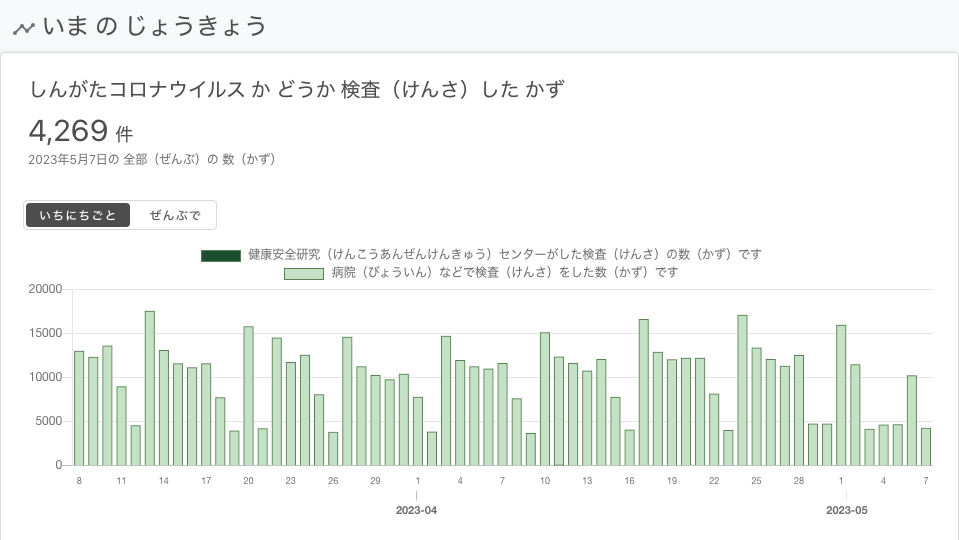 いま の じょうきょう
しんがたコロナウイルス か どうか 検査（けんさ）した かず
4,269 件
2023年5月7日の 全部（ぜんぶ）の 数（かず）
いちにちごと ぜんぶで
健康安全研究（けんこうあんぜんけんきゅう）センターがした検査（けんさ）の数（かず）です
病院（びょういん）などで検査（けんさ）をした数（かず）です
20000
15000
10000
5000
0
8 11 14 17 20 23 26 29 1 4 7 10 13 16 19 22 25 28 1 4 7
2023-04 2023-05